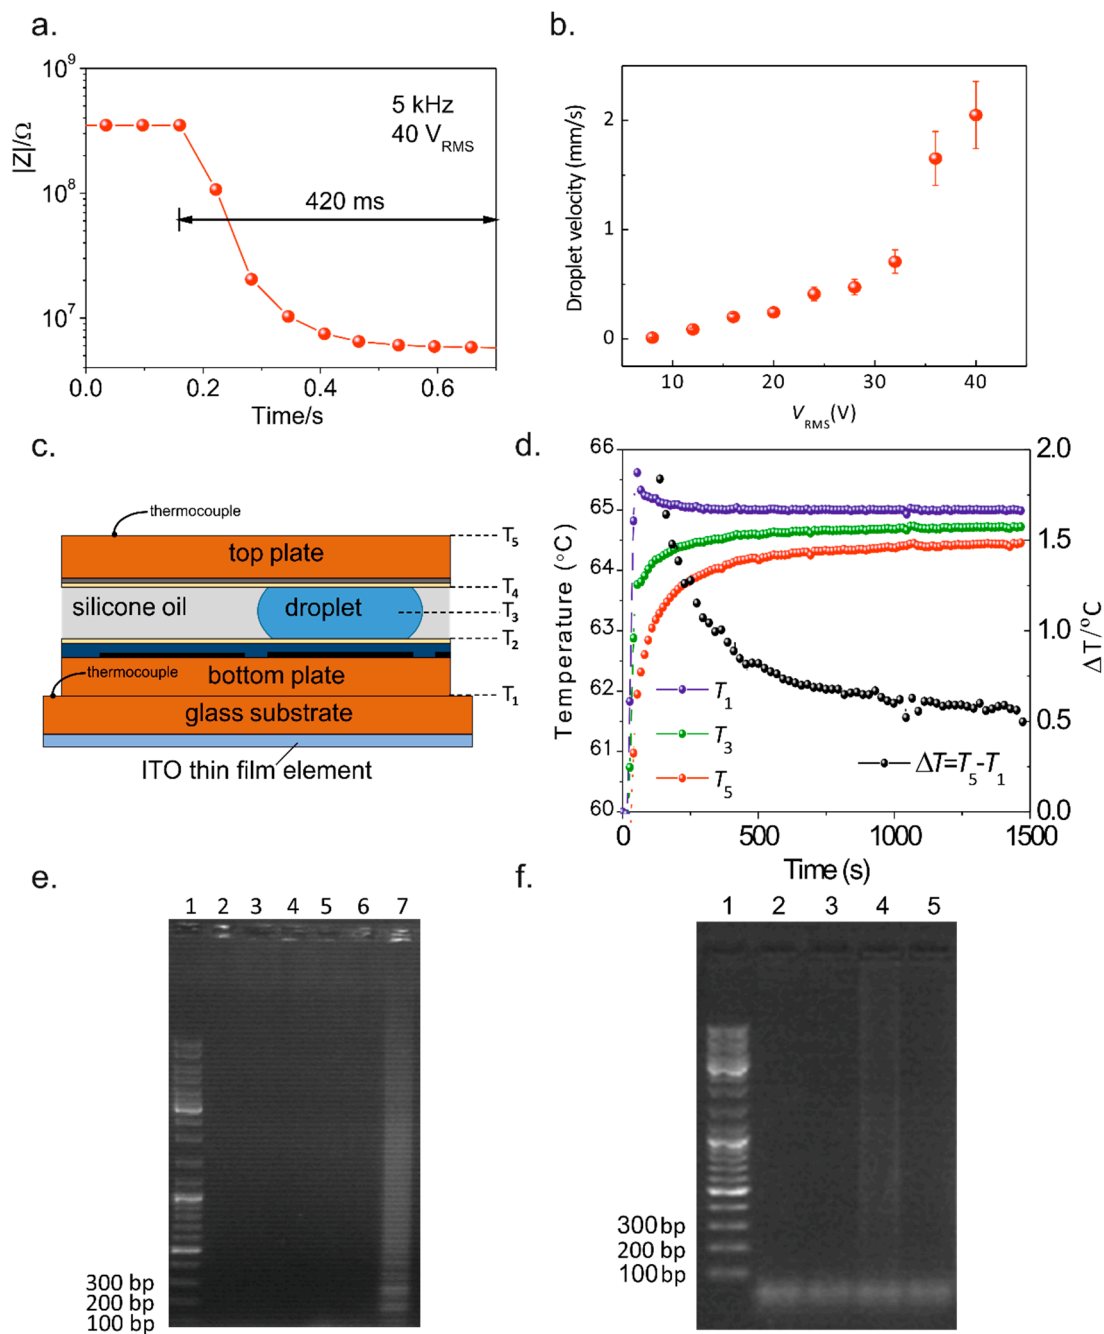 a.
10⁹
10⁸
10⁷
|Z|/Ω
5 kHz
40 V_RMS
420 ms
0.0 0.2 0.4 0.6
Time/s
b.
2
1
0
Droplet velocity (mm/s)
10 20 30 40
V_RMS(V)
c.
thermocouple
T₅
top plate
T₄
silicone oil droplet
T₃
T₂
thermocouple
bottom plate
T₁
glass substrate
ITO thin film element
d.
66
65
64
63
62
61
60
Temperature (°C)
2.0
1.5
1.0
0.5
0.0
ΔT/°C
T₁
T₃
T₅
ΔT=T₅-T₁
0 500 1000 1500
Time (s)
e.
1 2 3 4 5 6 7
300 bp
200 bp
100 bp
f.
1 2 3 4 5
300bp
200 bp
100bp